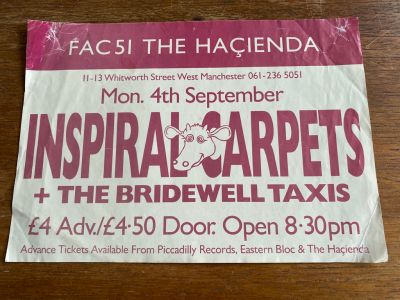 FAC51 THE HAÇIENDA
11-13 Whitworth Street West Manchester 061-236 5051
Mon. 4th September
INSPIRAL CARPETS
+ THE BRIDEWELL TAXIS
£4 Adv./£4·50 Door. Open 8·30pm
Advance Tickets Available From Piccadilly Records, Eastern Bloc & The Haçienda